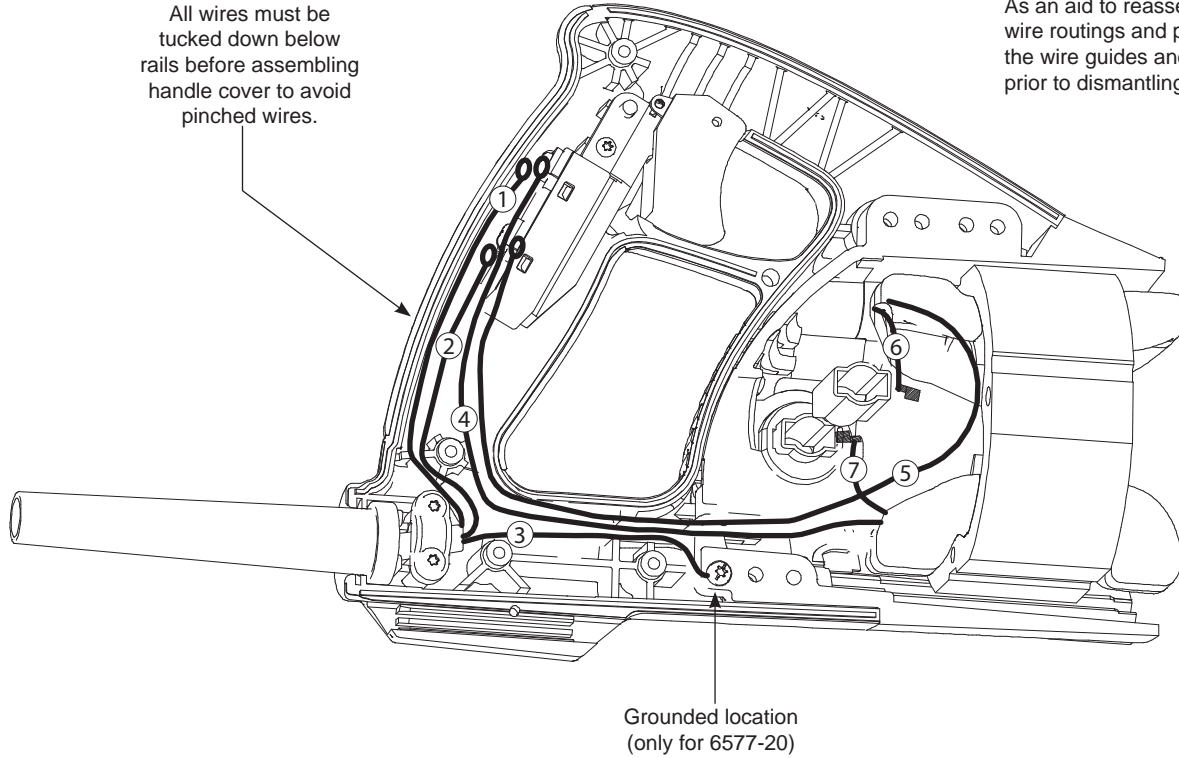 All wires must be
tucked down below
rails before assembling
handle cover to avoid
pinched wires.
As an aid to
wire routings and
the wire guides
prior to dismantling
1
2
4
3
6
7
5
Grounded location
(only for 6577-20)